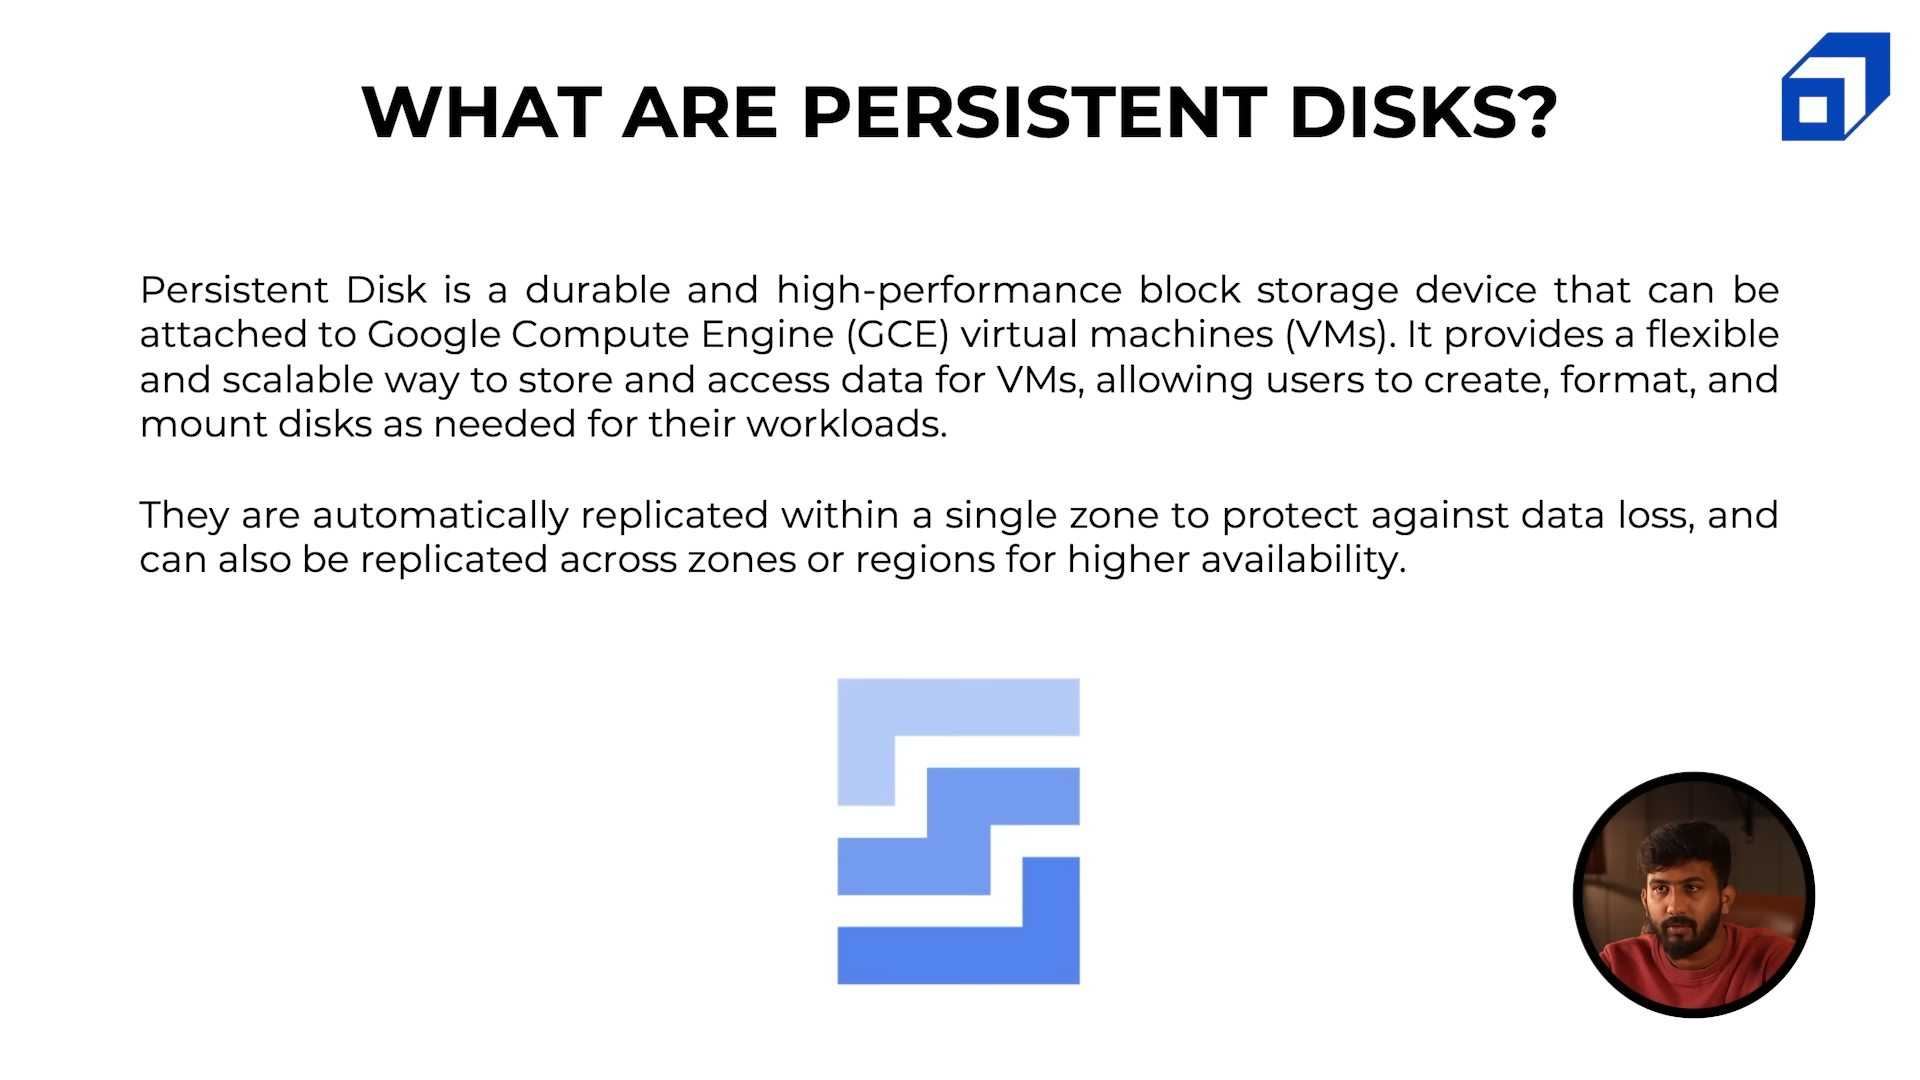 WHAT ARE PERSISTENT DISKS?
Persistent Disk is a durable and high-performance block storage device that can be
attached to Google Compute Engine (GCE) virtual machines (VMs). It provides a flexible
and scalable way to store and access data for VMs, allowing users to create, format, and
mount disks as needed for their workloads.
They are automatically replicated within a single zone to protect against data loss, and
can also be replicated across zones or regions for higher availability.